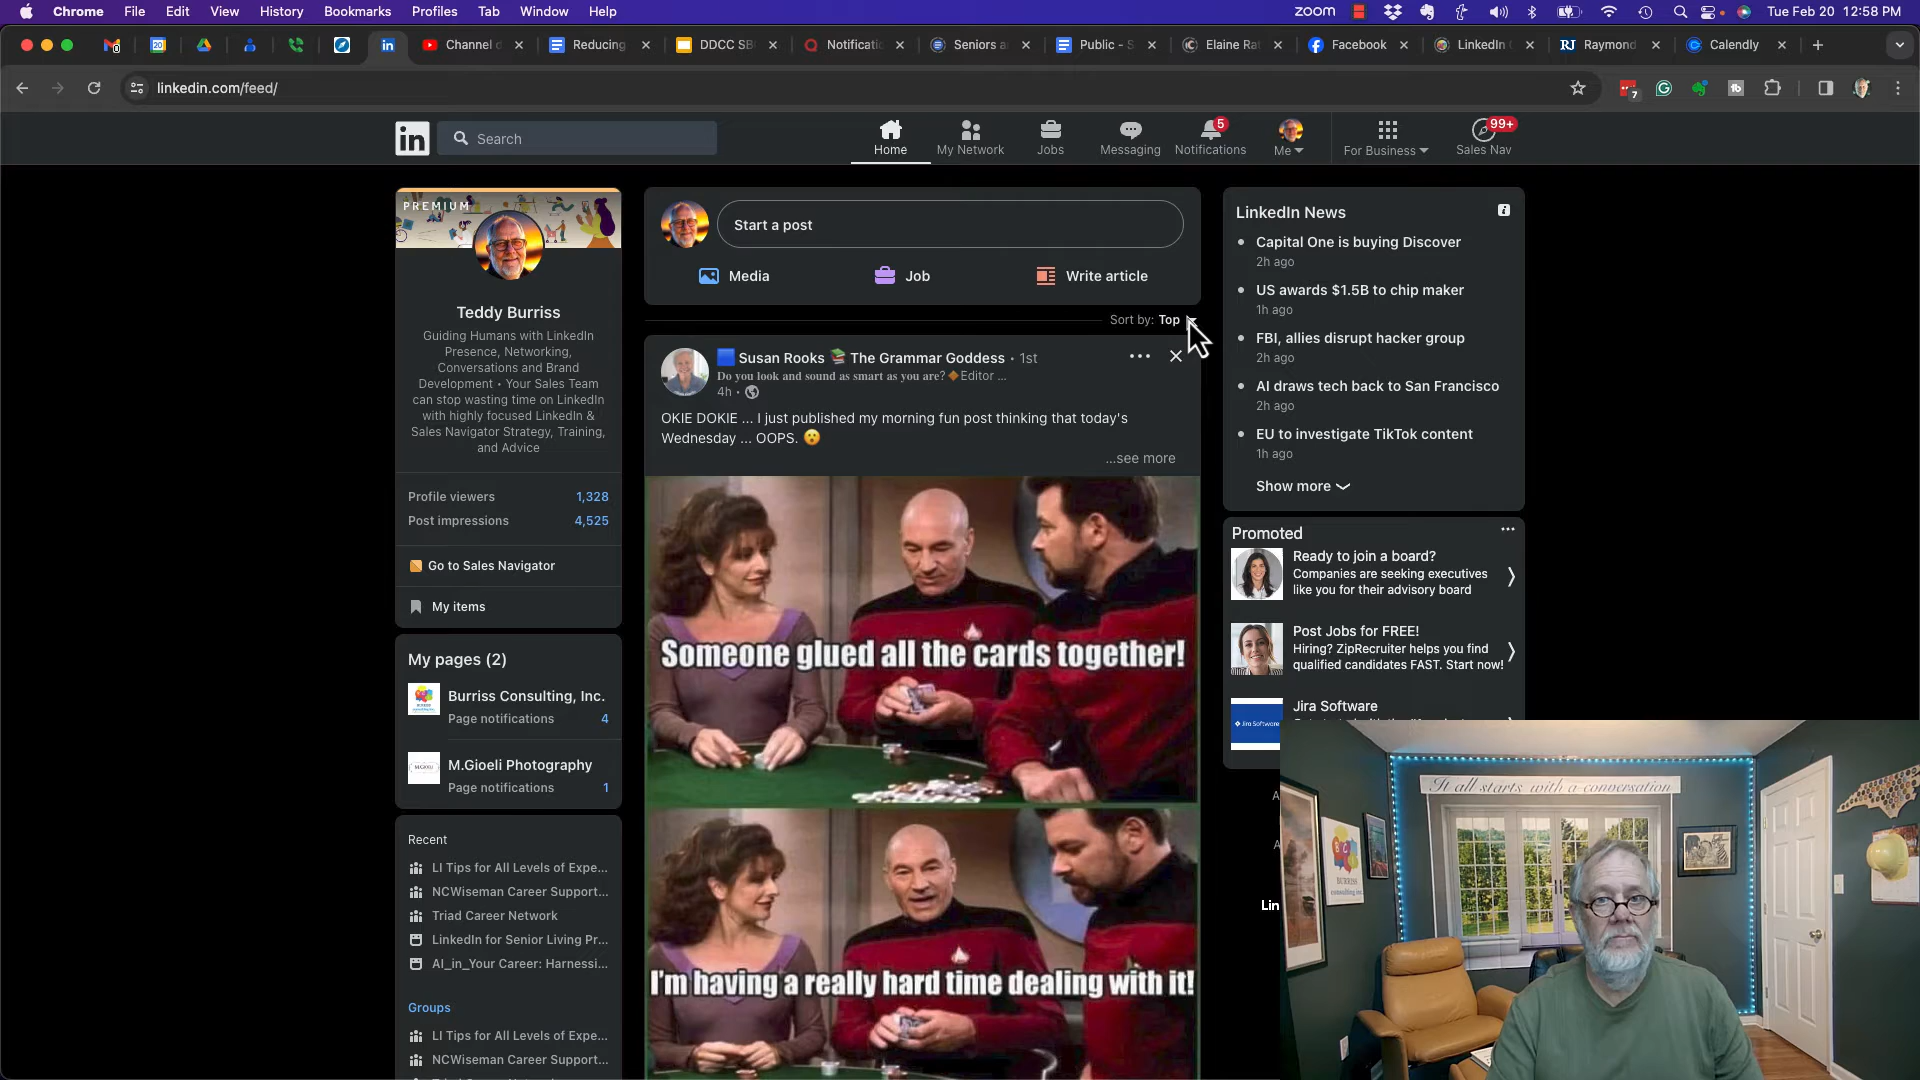 Chrome File Edit View History Bookmarks Profiles Tab Window Help
zoom Tue Feb 20 12:58 PM
Channel d Reducing DDCC SB Notificati Seniors a Public - S Elaine Rat Facebook LinkedIn Raymond Calendly
linkedin.com/feed/
7
in Search
Home My Network Jobs Messaging Notifications Me For Business Sales Nav
5
99+
PREMIUM
Teddy Burriss
Guiding Humans with LinkedIn
Presence, Networking,
Conversations and Brand
Development • Your Sales Team
can stop wasting time on LinkedIn
with highly focused LinkedIn &
Sales Navigator Strategy, Training,
and Advice
Profile viewers 1,328
Post impressions 4,525
Go to Sales Navigator
My items
My pages (2)
Burriss Consulting, Inc.
Page notifications 4
M.Gioeli Photography
Page notifications 1
Recent
LI Tips for All Levels of Expe...
NCWiseman Career Support...
Triad Career Network
LinkedIn for Senior Living Pr...
AI_in_Your Career: Harnessi...
Groups
LI Tips for All Levels of Expe...
NCWiseman Career Support...
Start a post
Media Job Write article
Sort by: Top
Susan Rooks The Grammar Goddess • 1st
Do you look and sound as smart as you are? Editor ...
4h •
OKIE DOKIE ... I just published my morning fun post thinking that today's
Wednesday ... OOPS. 😮
...see more
Someone glued all the cards together!
I'm having a really hard time dealing with it!
LinkedIn News
Capital One is buying Discover
2h ago
US awards $1.5B to chip maker
1h ago
FBI, allies disrupt hacker group
2h ago
AI draws tech back to San Francisco
2h ago
EU to investigate TikTok content
1h ago
Show more
Promoted
Ready to join a board?
Companies are seeking executives
like you for their advisory board
Post Jobs for FREE!
Hiring? ZipRecruiter helps you find
qualified candidates FAST. Start now!
Jira Software
Jira Software
Lin
It all starts with a conversation
BURRISS